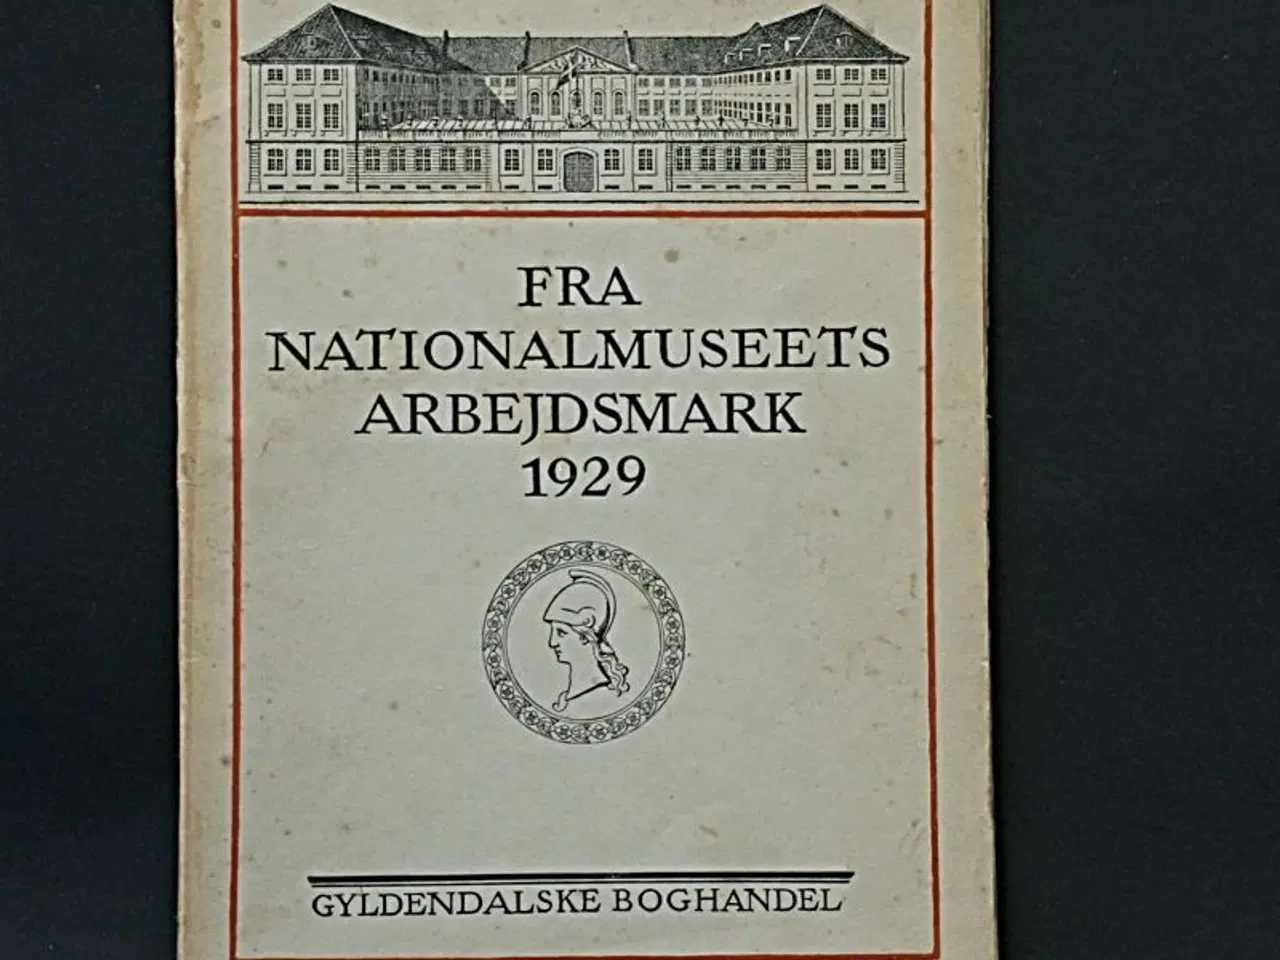 FRA
NATIONALMUSEETS
ARBEJDSMARK
1929
GYLDENDALSKE BOGHANDEL